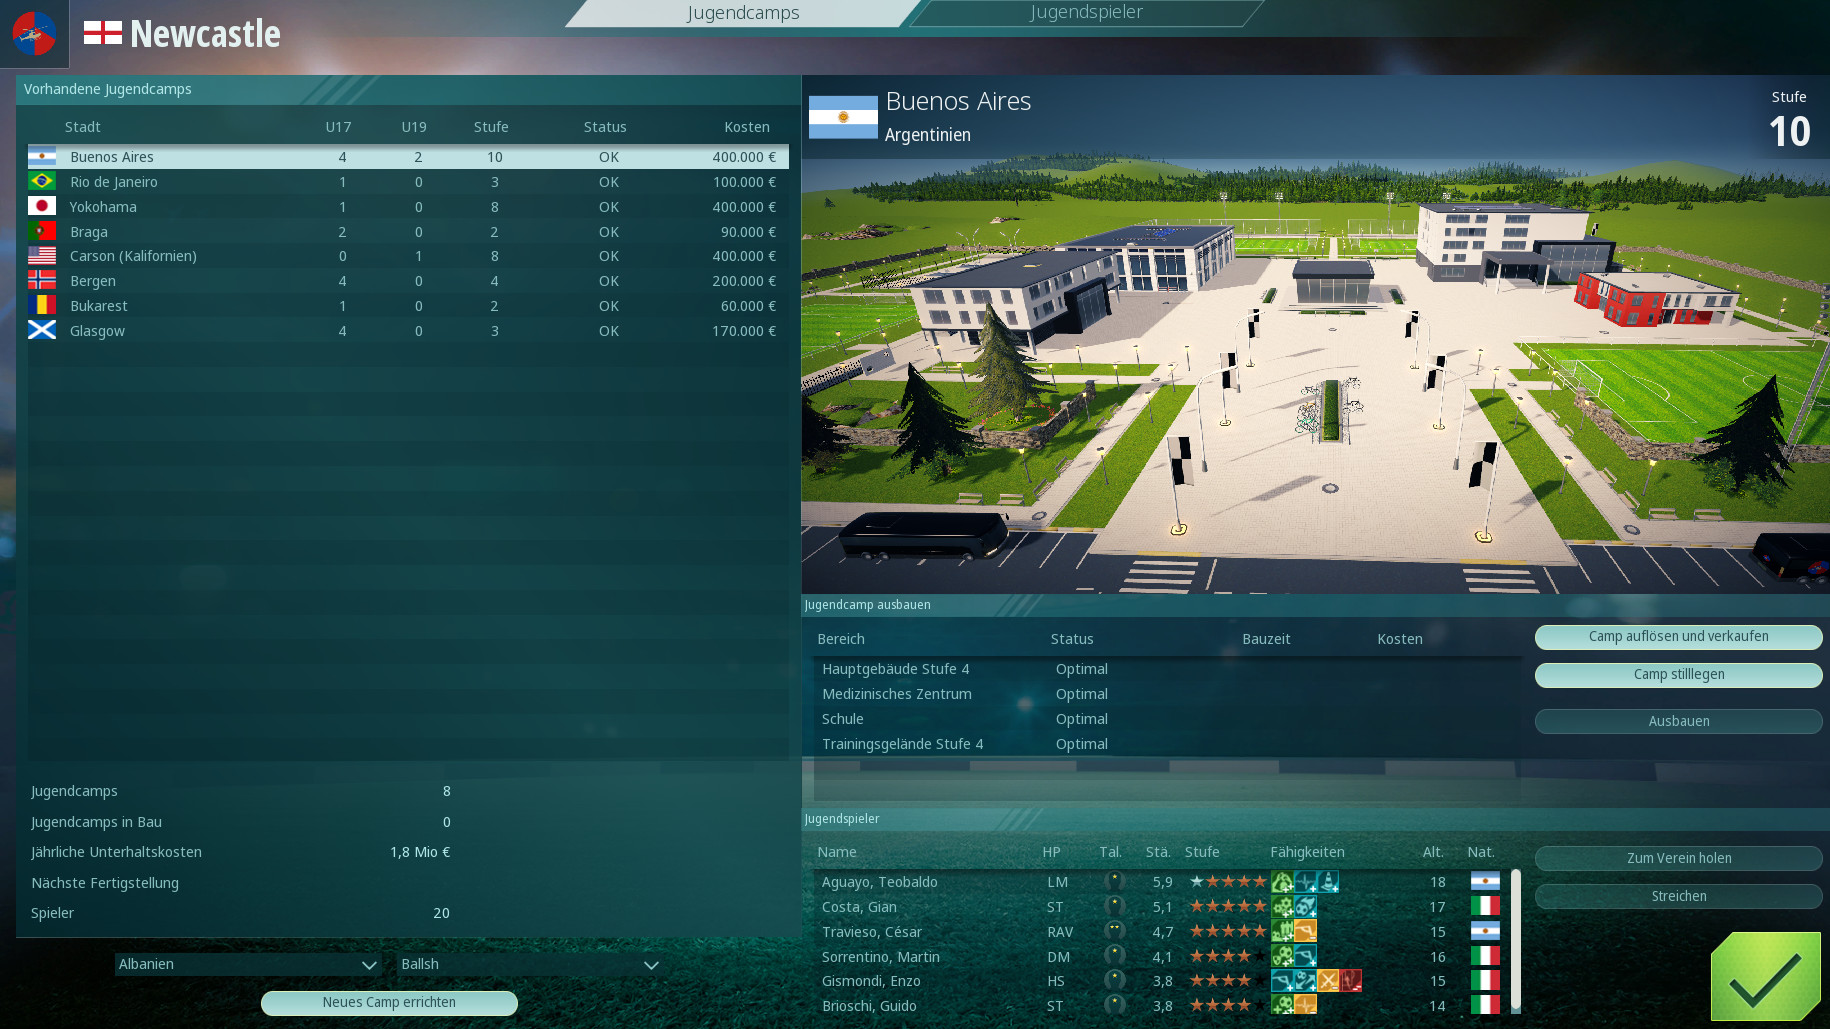 Newcastle
Jugendcamps Jugendspieler
Vorhandene Jugendcamps
Stadt U17 U19 Stufe Status Kosten
Buenos Aires 4 2 10 OK 400.000 €
Rio de Janeiro 1 0 3 OK 100.000 €
Yokohama 1 0 8 OK 400.000 €
Braga 2 0 2 OK 90.000 €
Carson (Kalifornien) 0 1 8 OK 400.000 €
Bergen 4 0 4 OK 200.000 €
Bukarest 1 0 2 OK 60.000 €
Glasgow 4 0 3 OK 170.000 €
Jugendcamps 8
Jugendcamps in Bau 0
Jährliche Unterhaltskosten 1,8 Mio €
Nächste Fertigstellung
Spieler 20
Albanien Ballsh
Neues Camp errichten
Buenos Aires
Argentinien
Stufe
10
Jugendcamp ausbauen
Bereich Status Bauzeit Kosten
Hauptgebäude Stufe 4 Optimal
Medizinisches Zentrum Optimal
Schule Optimal
Trainingsgelände Stufe 4 Optimal
Camp auflösen und verkaufen
Camp stilllegen
Ausbauen
Jugendspieler
Name HP Tal. Stä. Stufe Fähigkeiten Alt. Nat.
Aguayo, Teobaldo LM 5,9 18
Costa, Gian ST 5,1 17
Travieso, César RAV 4,7 15
Sorrentino, Martin DM 4,1 16
Gismondi, Enzo HS 3,8 15
Brioschi, Guido ST 3,8 14
Zum Verein holen
Streichen